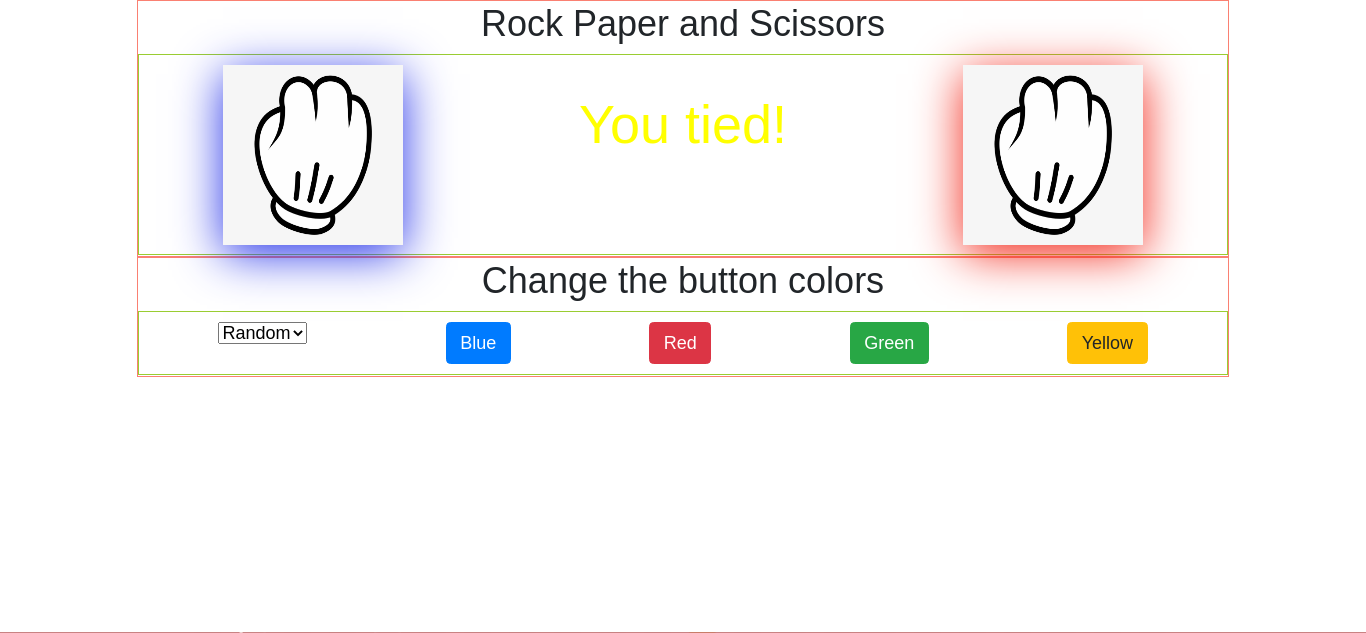 Rock Paper and Scissors
You tied!
Change the button colors
Random
Blue
Red
Green
Yellow